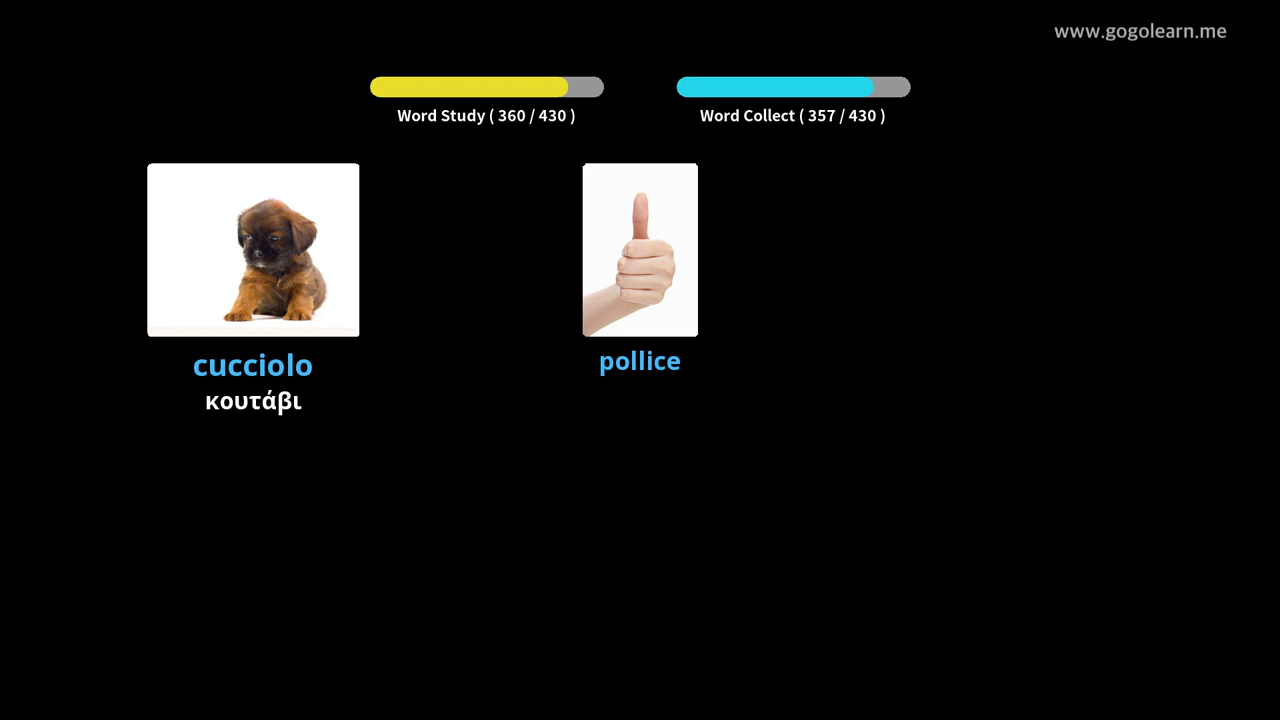 www.gogolearn.me
Word Study ( 360 / 430 )
Word Collect ( 357 / 430 )
cucciolo
κουτάβι
pollice